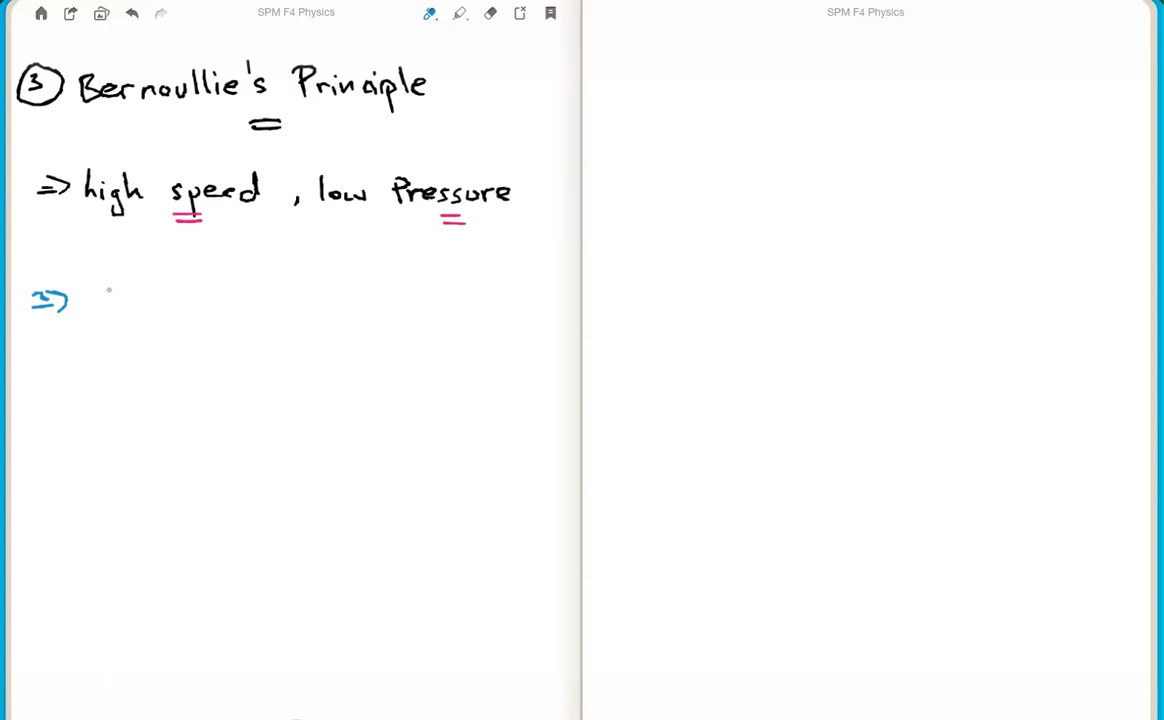 SPM F4 Physics
SPM F4 Physics
③ Bernoullie's Principle
⇒ high speed , low Pressure
⇒